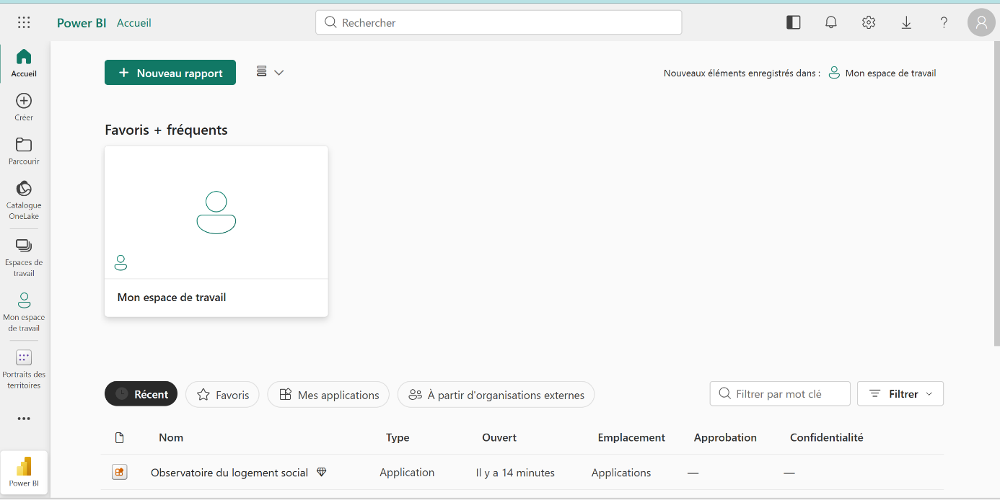 Power BI Accueil
Rechercher
?
Accueil
Créer
Parcourir
Catalogue
OneLake
Espaces de
travail
Mon espace
de travail
Portraits des
territoires
Power BI
+ Nouveau rapport
Nouveaux éléments enregistrés dans : Mon espace de travail
Favoris + fréquents
Mon espace de travail
Récent Favoris Mes applications À partir d'organisations externes Filtrer par mot clé Filtrer
Nom Type Ouvert Emplacement Approbation Confidentialité
Observatoire du logement social Application Il y a 14 minutes Applications — —